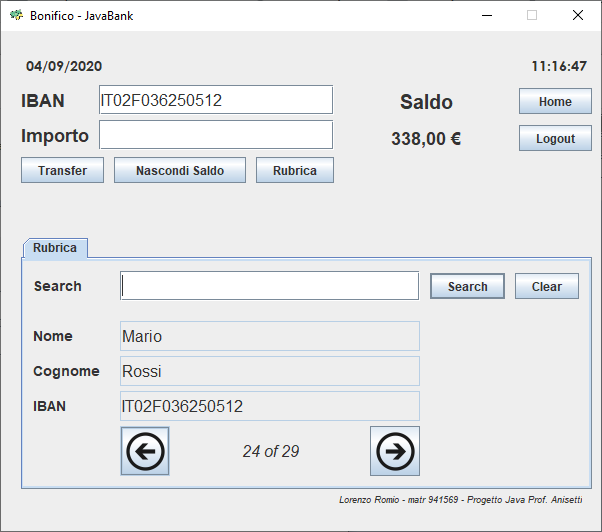 Bonifico - JavaBank
04/09/2020 11:16:47
IBAN IT02F036250512 Saldo Home
Importo 338,00 € Logout
Transfer Nascondi Saldo Rubrica
Rubrica
Search Search Clear
Nome Mario
Cognome Rossi
IBAN IT02F036250512
24 of 29
Lorenzo Romio - matr 941569 - Progetto Java Prof. Anisetti